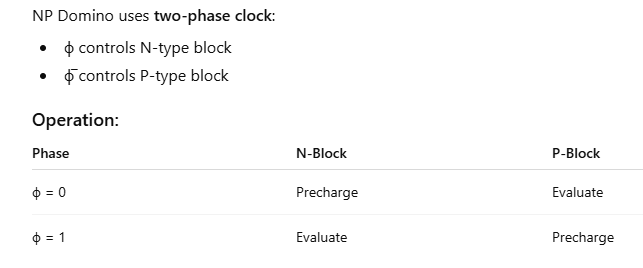 NP Domino uses two-phase clock:
• ϕ controls N-type block
• ϕ̅ controls P-type block
Operation:
Phase N-Block P-Block
ϕ = 0 Precharge Evaluate
ϕ = 1 Evaluate Precharge